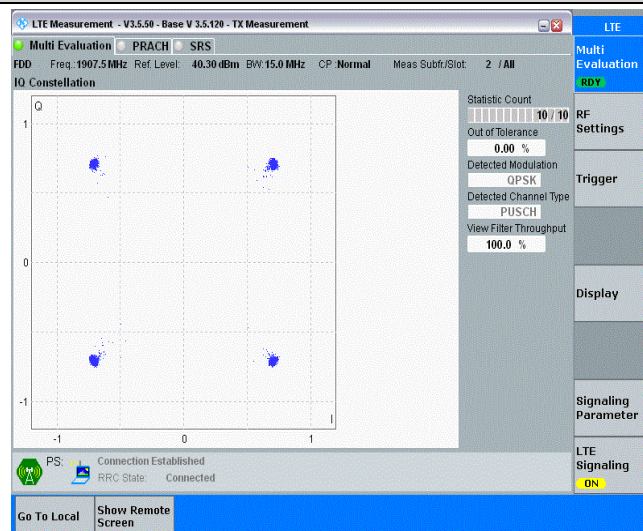 LTE Measurement - V3.5.50 - Base V 3.5.120 - TX Measurement
LTE
Multi Evaluation PRACH SRS
FDD Freq.:1907.5 MHz Ref. Level: 40.30 dBm BW:15.0 MHz CP :Normal Meas Subfr./Slot: 2 / All
IQ Constellation
Q
1
0
-1
I
-1 0 1
Statistic Count
10 / 10
Out of Tolerance
0.00 %
Detected Modulation
QPSK
Detected Channel Type
PUSCH
View Filter Throughput
100.0 %
Multi
Evaluation
RDY
RF
Settings
Trigger
Display
Signaling
Parameter
LTE
Signaling
ON
PS: Connection Established
RRC State: Connected
Go To Local
Show Remote
Screen